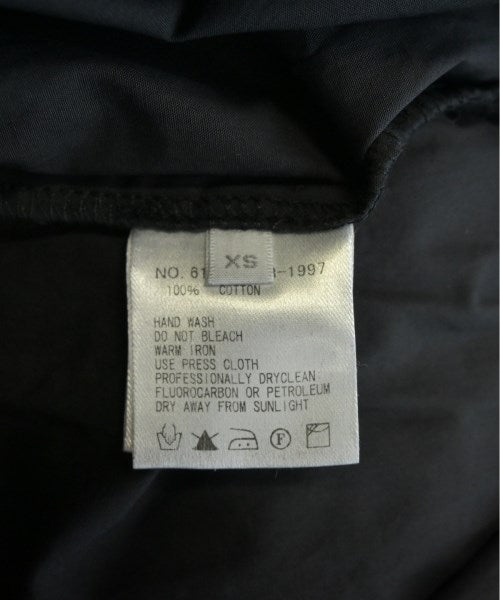 XS
NO. 61 3-1997
100% COTTON
HAND WASH
DO NOT BLEACH
WARM IRON
USE PRESS CLOTH
PROFESSIONALLY DRYCLEAN
FLUOROCARBON OR PETROLEUM
DRY AWAY FROM SUNLIGHT
F